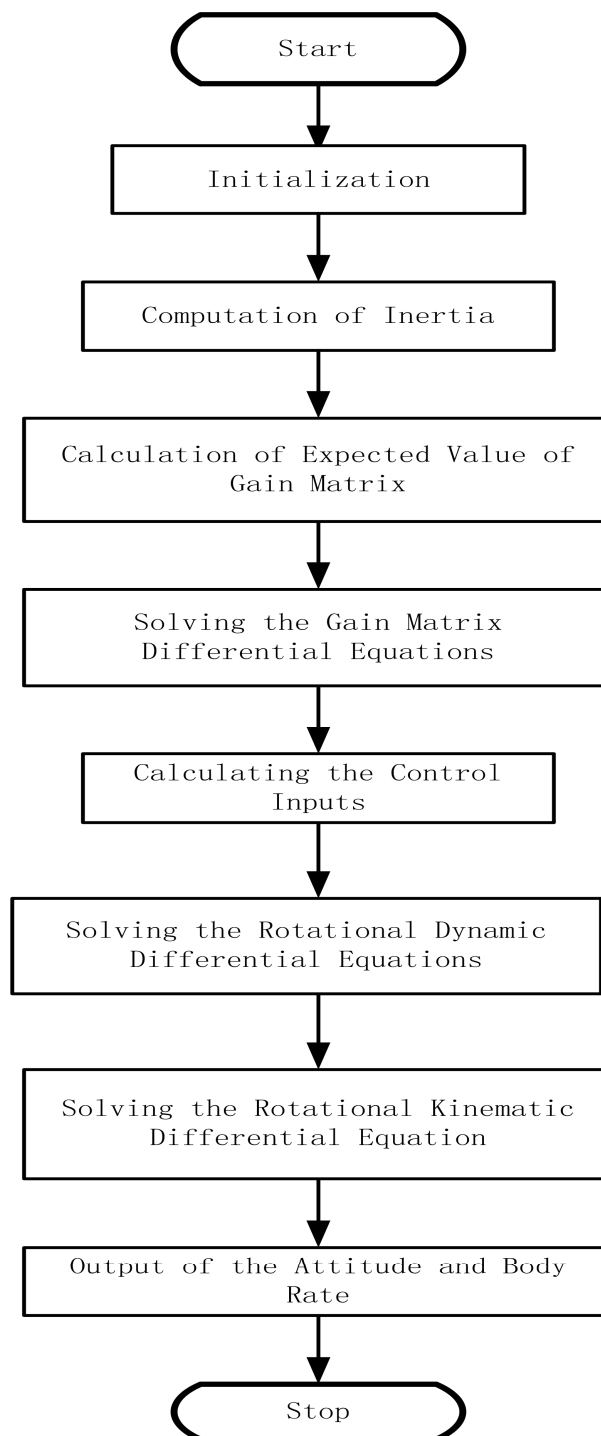 Start
Initialization
Computation of Inertia
Calculation of Expected Value of
Gain Matrix
Solving the Gain Matrix
Differential Equations
Calculating the Control
Inputs
Solving the Rotational Dynamic
Differential Equations
Solving the Rotational Kinematic
Differential Equation
Output of the Attitude and Body
Rate
Stop